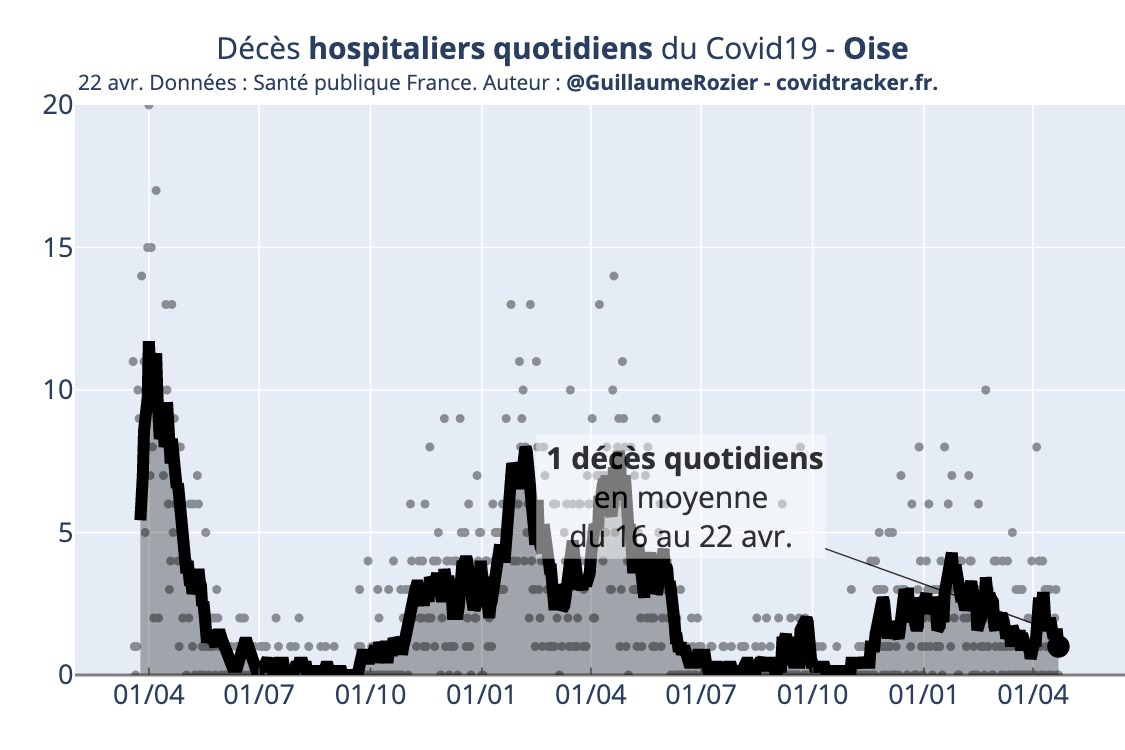 Décès hospitaliers quotidiens du Covid19 - Oise
22 avr. Données : Santé publique France. Auteur : @GuillaumeRozier - covidtracker.fr.
20
15
10
5
0
1 décès quotidiens
en moyenne
du 16 au 22 avr.
01/04 01/07 01/10 01/01 01/04 01/07 01/10 01/01 01/04